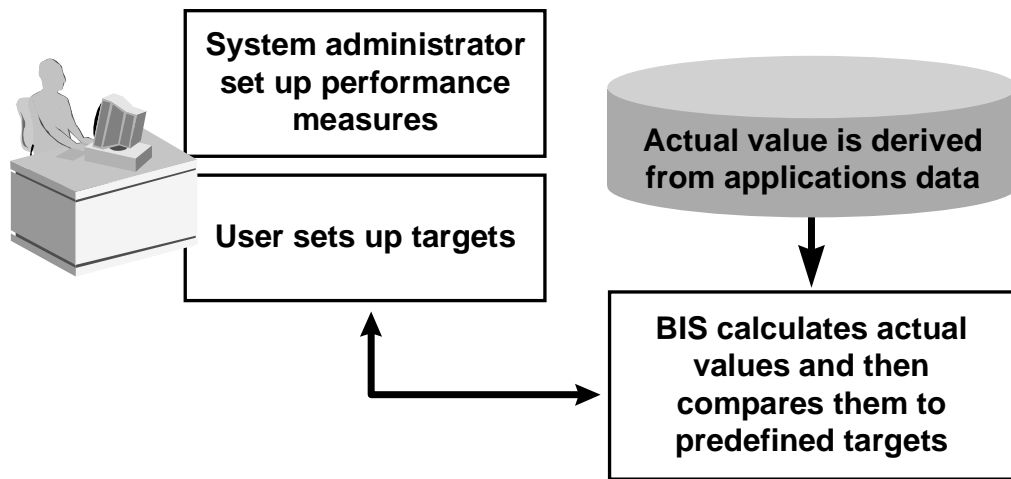 System administrator
set up performance
measures
User sets up targets
Actual value is derived
from applications data
BIS calculates actual
values and then
compares them to
predefined targets